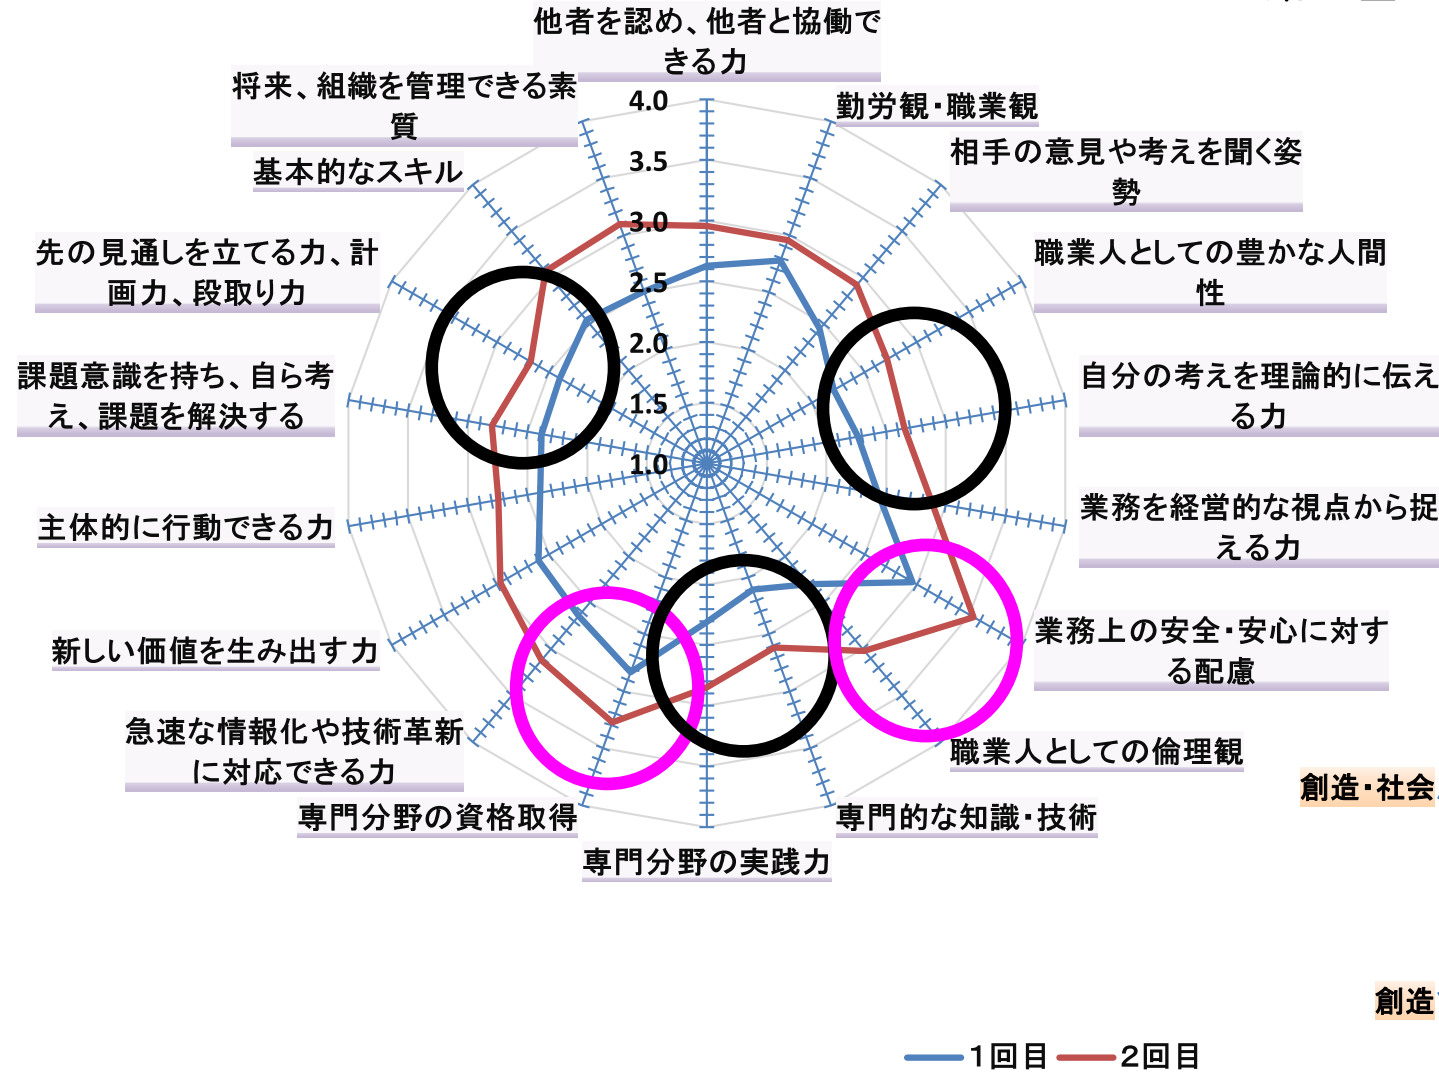 他者を認め、他者と協働で
きる力
勤労観・職業観
相手の意見や考えを聞く姿
勢
職業人としての豊かな人間
性
自分の考えを理論的に伝え
る力
業務を経営的な視点から捉
える力
業務上の安全・安心に対す
る配慮
職業人としての倫理観
専門的な知識・技術
専門分野の実践力
専門分野の資格取得
急速な情報化や技術革新
に対応できる力
新しい価値を生み出す力
主体的に行動できる力
課題意識を持ち、自ら考
え、課題を解決する
先の見通しを立てる力、計
画力、段取り力
基本的なスキル
将来、組織を管理できる素
質
4.0
3.5
3.0
2.5
2.0
1.5
1.0
創造・社会
創造
1回目
2回目